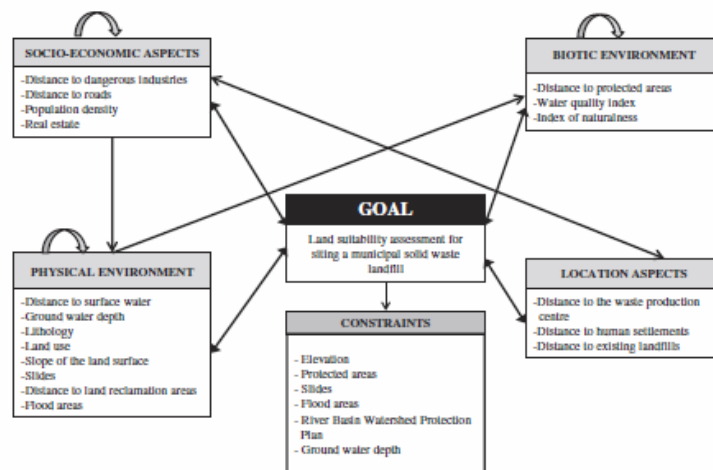 SOCIO-ECONOMIC ASPECTS
-Distance to dangerous industries
-Distance to roads
-Population density
-Real estate
BIOTIC ENVIRONMENT
-Distance to protected areas
-Water quality index
-Index of naturalness
GOAL
Land suitability assessment for
siting a municipal solid waste
landfill
PHYSICAL ENVIRONMENT
-Distance to surface water
-Ground water depth
-Lithology
-Land use
-Slope of the land surface
-Slides
-Distance to land reclamation areas
-Flood areas
CONSTRAINTS
- Elevation
- Protected areas
- Slides
- Flood areas
- River Basin Watershed Protection
Plan
- Ground water depth
LOCATION ASPECTS
-Distance to the waste production
centre
-Distance to human settlements
-Distance to existing landfills